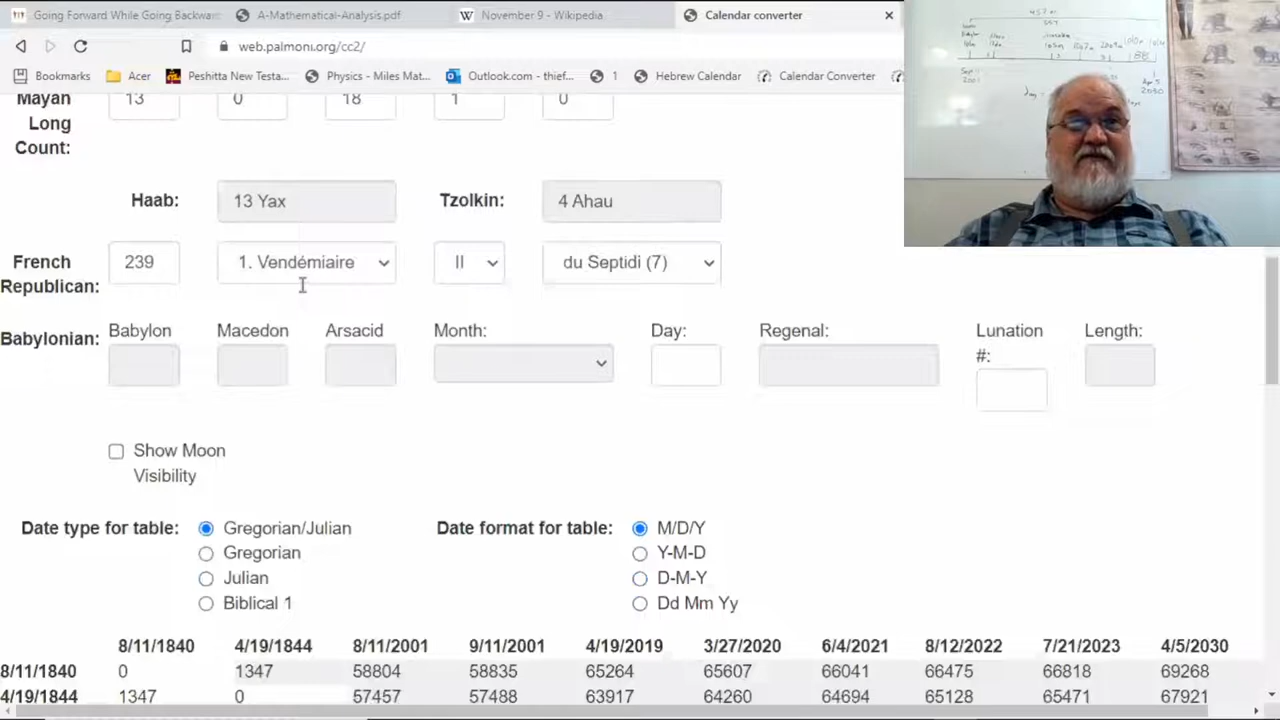 Going Forward While Going Backwar
A-Mathematical-Analysis.pdf
November 9 - Wikipedia
Calendar converter
web.palmoni.org/cc2/
Bookmarks
Acer
Peshitta New Testa...
Physics - Miles Mat...
Outlook.com - thief...
1
Hebrew Calendar
Calendar Converter
Mayan Long Count: 13 0 18 1 0
Haab: 13 Yax Tzolkin: 4 Ahau
French Republican: 239 1. Vendémiaire II du Septidi (7)
Babylonian: Babylon Macedon Arsacid Month: Day: Regenal: Lunation #: Length:
Show Moon Visibility
Date type for table: Gregorian/Julian Date format for table: M/D/Y
Gregorian Y-M-D
Julian D-M-Y
Biblical 1 Dd Mm Yy
8/11/1840 4/19/1844 8/11/2001 9/11/2001 4/19/2019 3/27/2020 6/4/2021 8/12/2022 7/21/2023 4/5/2030
8/11/1840 0 1347 58804 58835 65264 65607 66041 66475 66818 69268
4/19/1844 1347 0 57457 57488 63917 64260 64694 65128 65471 67921